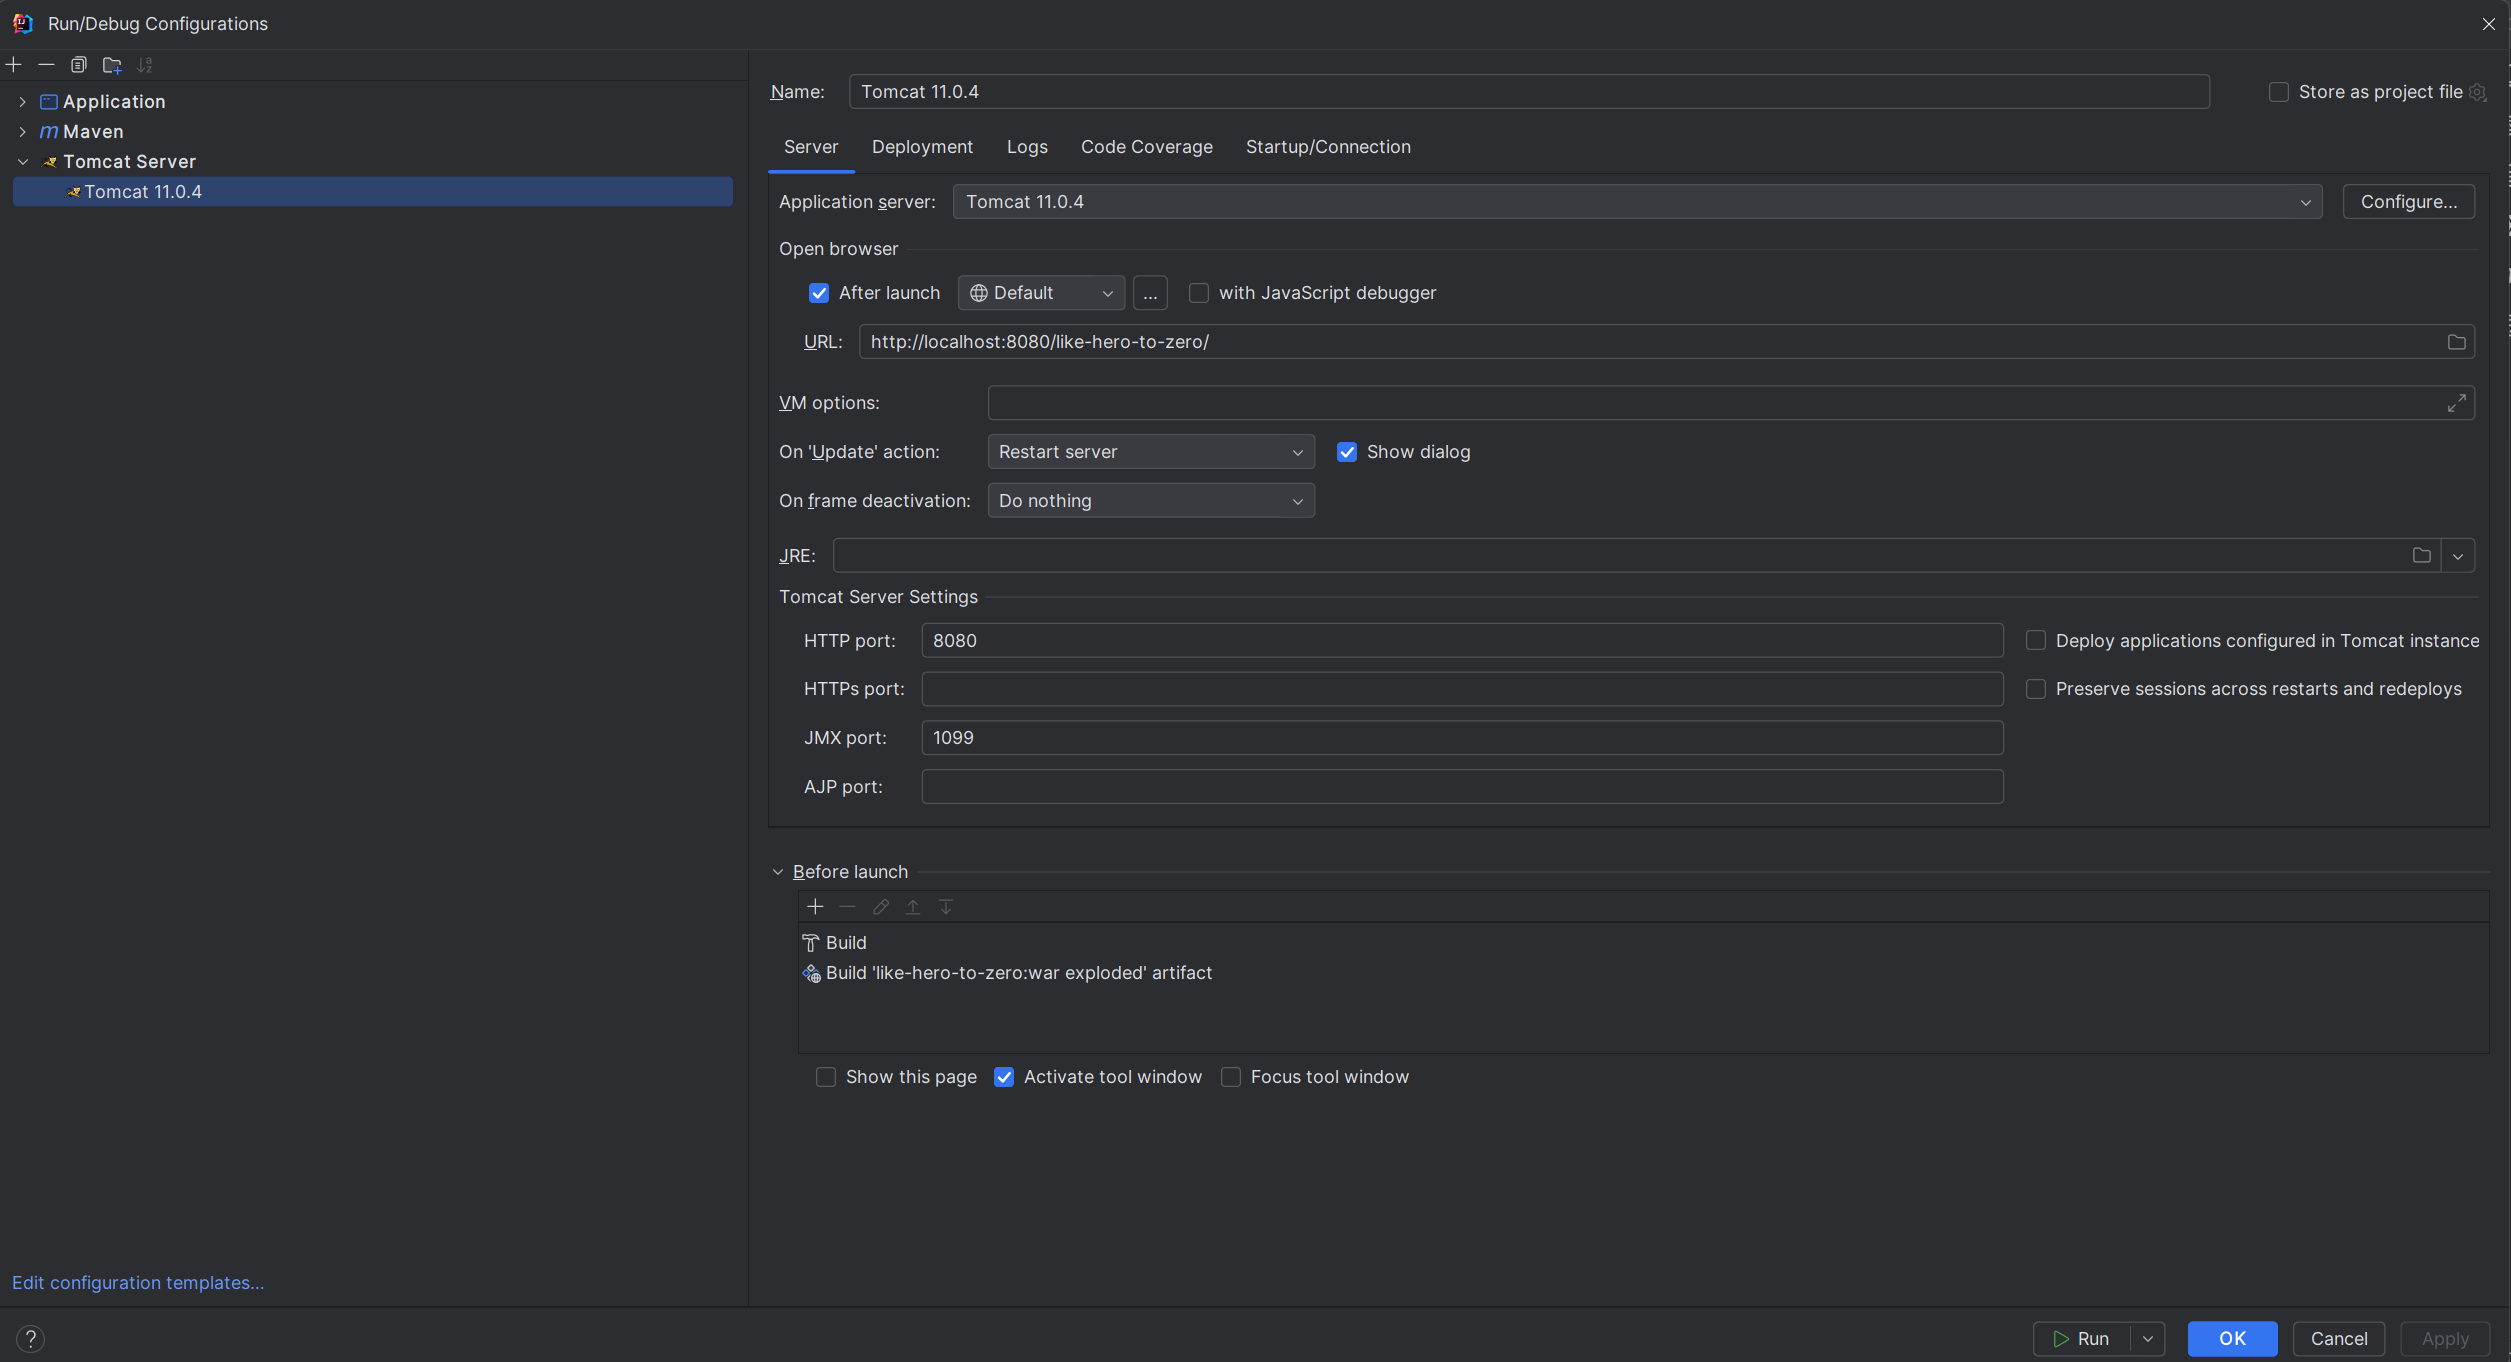 Run/Debug Configurations
Application
Maven
Tomcat Server
Tomcat 11.0.4
Edit configuration templates...
Name: Tomcat 11.0.4 Store as project file
Server Deployment Logs Code Coverage Startup/Connection
Application server: Tomcat 11.0.4 Configure...
Open browser
After launch Default ... with JavaScript debugger
URL: http://localhost:8080/like-hero-to-zero/
VM options:
On 'Update' action: Restart server Show dialog
On frame deactivation: Do nothing
JRE:
Tomcat Server Settings
HTTP port: 8080 Deploy applications configured in Tomcat instance
HTTPs port: Preserve sessions across restarts and redeploys
JMX port: 1099
AJP port:
Before launch
Build
Build 'like-hero-to-zero:war exploded' artifact
Show this page Activate tool window Focus tool window
? Run OK Cancel Apply